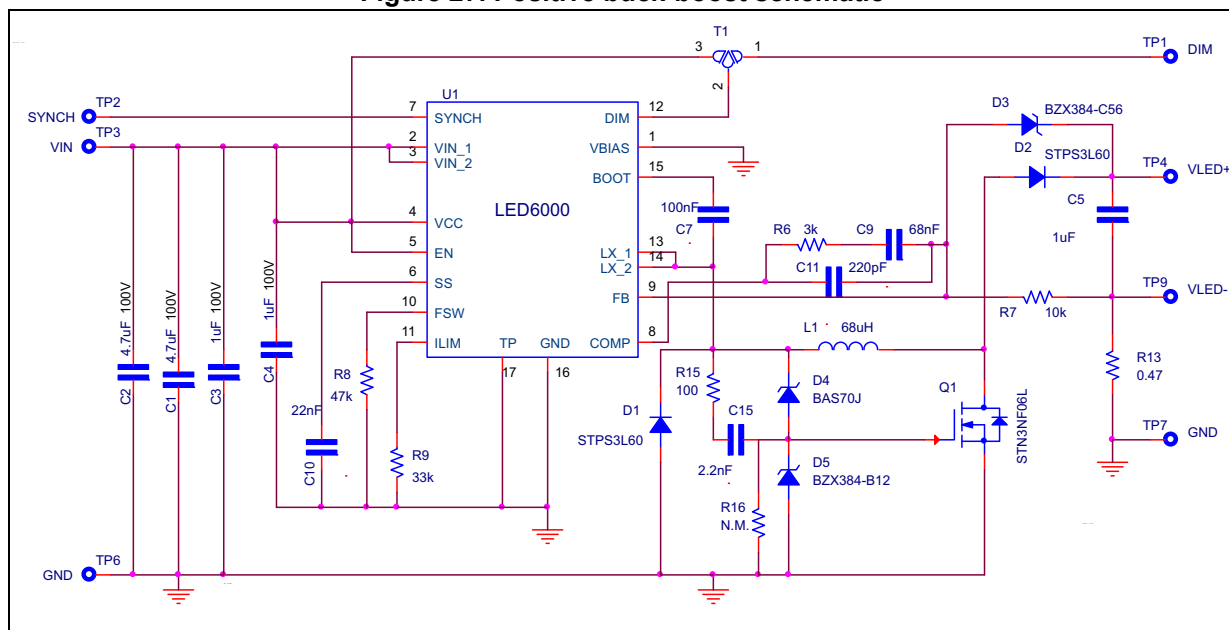 T1
3
1
2
TP1
DIM
TP2
SYNCH
TP3
VIN
U1
LED6000
7
SYNCH
2
VIN_1
3
VIN_2
4
VCC
5
EN
6
SS
10
FSW
11
ILIM
TP
17
GND
16
12
DIM
1
VBIAS
15
BOOT
13
LX_1
14
LX_2
9
FB
8
COMP
D3
BZX384-C56
D2
STPS3L60
TP4
VLED+
C5
1uF
100nF
C7
R6
3k
C9
68nF
C11
220pF
TP9
VLED-
R7
10k
L1
68uH
R13
0.47
4.7uF 100V
C2
4.7uF 100V
C1
1uF 100V
C3
1uF 100V
C4
22nF
C10
R8
47k
R9
33k
D1
STPS3L60
R15
100
C15
2.2nF
D4
BAS70J
D5
BZX384-B12
R16
N.M.
Q1
STN3NF06L
TP7
GND
TP6
GND